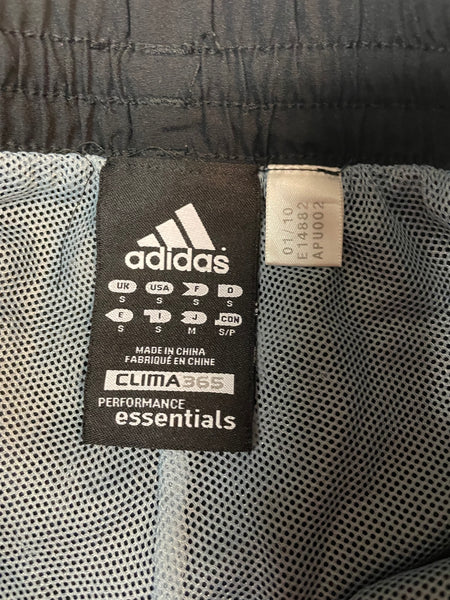 adidas
UK USA F D
S S S S
E I J CDN
S S M S/P
MADE IN CHINA
FABRIQUÉ EN CHINE
CLIMA365
PERFORMANCE
essentials
01/10
E14882
APU002